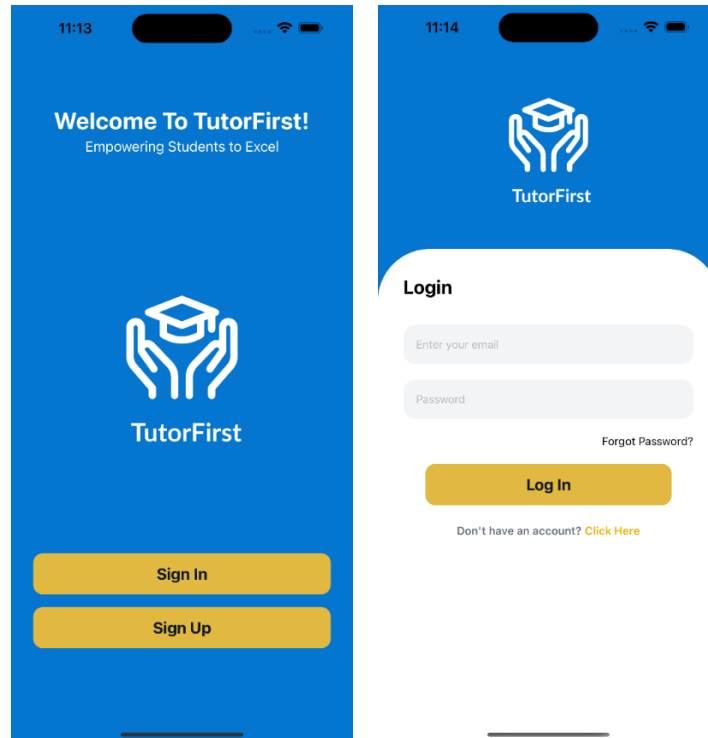 11:13
Welcome To TutorFirst!
Empowering Students to Excel
TutorFirst
Sign In
Sign Up
11:14
TutorFirst
Login
Enter your email
Password
Forgot Password?
Log In
Don't have an account? Click Here